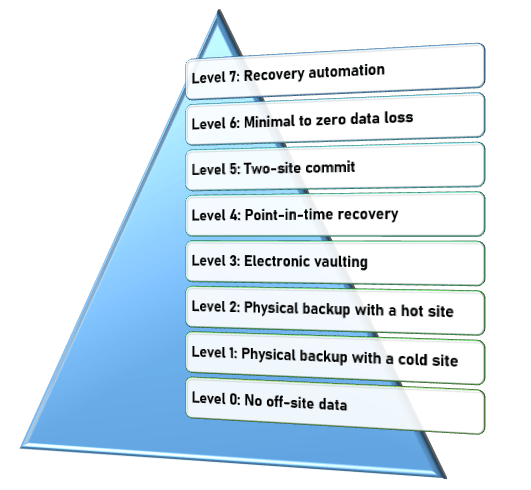 Level 7: Recovery automation
Level 6: Minimal to zero data loss
Level 5: Two-site commit
Level 4: Point-in-time recovery
Level 3: Electronic vaulting
Level 2: Physical backup with a hot site
Level 1: Physical backup with a cold site
Level 0: No off-site data